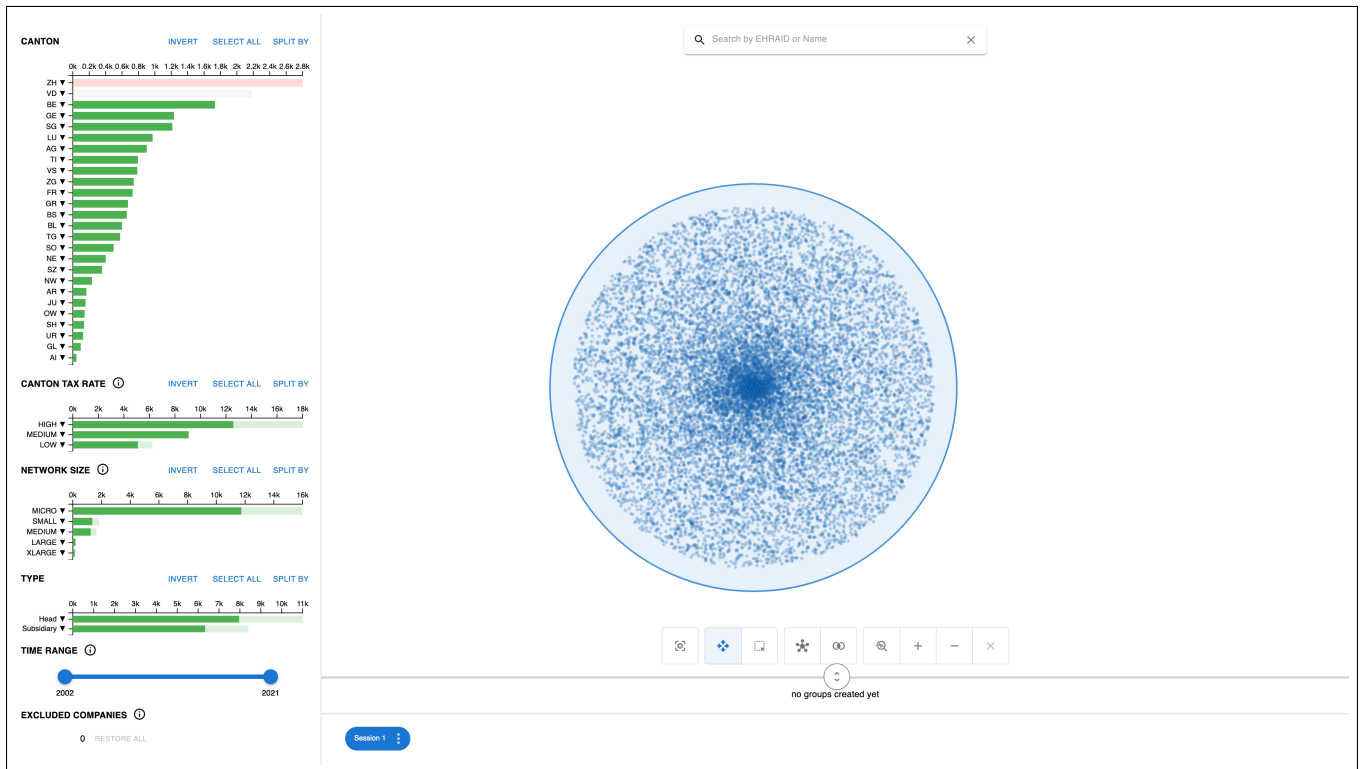 CANTON INVERT SELECT ALL SPLIT BY
0k 0.2k 0.4k 0.6k 0.8k 1k 1.2k 1.4k 1.6k 1.8k 2k 2.2k 2.4k 2.6k 2.8k
ZH ▼
VD ▼
BE ▼
GE ▼
SG ▼
LU ▼
AG ▼
TI ▼
VS ▼
ZG ▼
FR ▼
GR ▼
BS ▼
BL ▼
TG ▼
SO ▼
NE ▼
SZ ▼
NW ▼
AR ▼
JU ▼
OW ▼
SH ▼
UR ▼
GL ▼
AI ▼
CANTON TAX RATE INVERT SELECT ALL SPLIT BY
0k 2k 4k 6k 8k 10k 12k 14k 16k 18k
HIGH ▼
MEDIUM ▼
LOW ▼
NETWORK SIZE INVERT SELECT ALL SPLIT BY
0k 2k 4k 6k 8k 10k 12k 14k 16k
MICRO ▼
SMALL ▼
MEDIUM ▼
LARGE ▼
XLARGE ▼
TYPE INVERT SELECT ALL SPLIT BY
0k 1k 2k 3k 4k 5k 6k 7k 8k 9k 10k 11k
Head ▼
Subsidiary ▼
TIME RANGE
2002 2021
EXCLUDED COMPANIES
0 RESTORE ALL
Search by EHRAID or Name
no groups created yet
Session 1